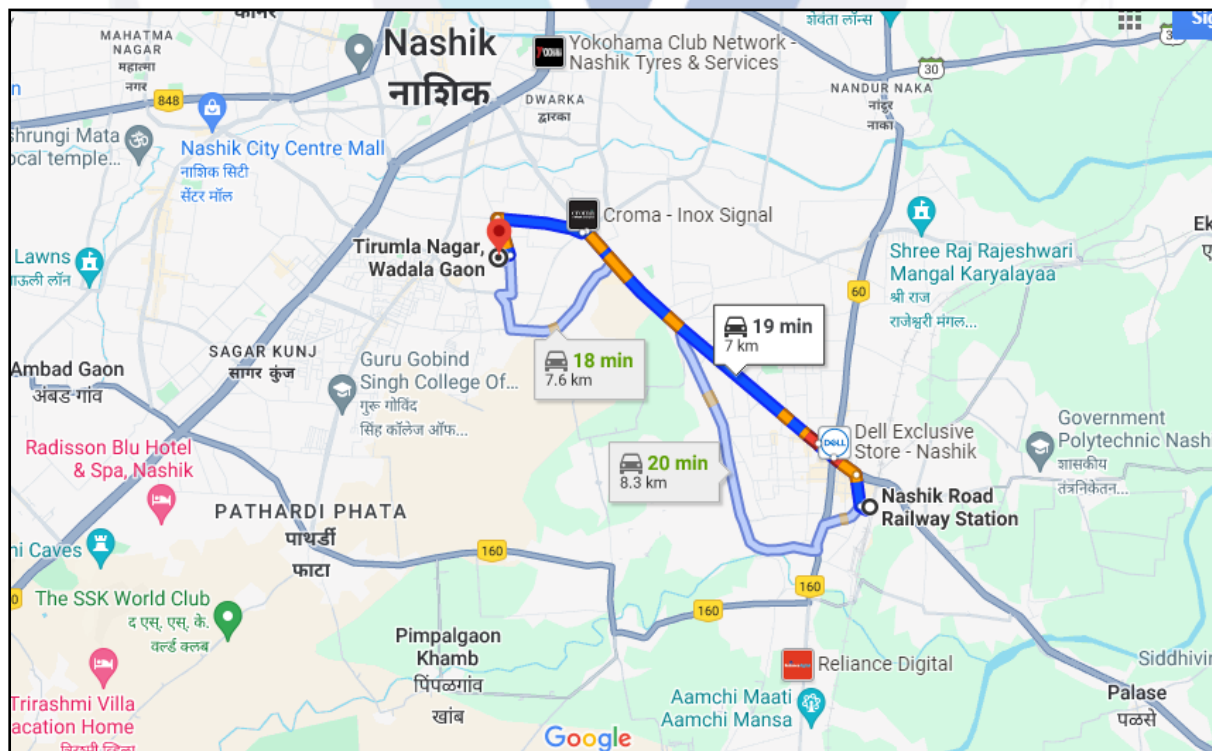 कानर
MAHATMA
NAGAR
महात्मा
नगर
848
Nashik
नाशिक
Yokohama Club Network -
Nashik Tyres & Services
DWARKA
द्वारका
शेवंता लॉन्स
30
NANDUR NAKA
नांदूर
नाका
Nashik City Centre Mall
नाशिक सिटी
सेंटर मॉल
Croma - Inox Signal
Tirumla Nagar,
Wadala Gaon
Shree Raj Rajeshwari
Mangal Karyalayaa
श्री राज
राजेश्वरी मंगल...
60
Lawns
लॉन
19 min
7 km
18 min
7.6 km
SAGAR KUNJ
सागर कुंज
Guru Gobind
Singh College Of...
गुरू गोविंद
सिंह कॉलेज ऑफ...
Ambad Gaon
अंबड गांव
Radisson Blu Hotel
& Spa, Nashik
20 min
8.3 km
DELL
Dell Exclusive
Store - Nashik
Government
Polytechnic Nashi
शासकीय
तंत्रनिकेतन...
Nashik Road
Railway Station
PATHARDI PHATA
पाथर्डी
फाटा
Caves
160
160
160
The SSK World Club
द एस. एस. के.
वर्ल्ड क्लब
Pimpalgaon
Khamb
पिंपळगांव
खांब
Reliance Digital
Siddhivin
Trirashmi Villa
acation Home
Aamchi Maati
Aamchi Mansa
Palase
पळसे
Google